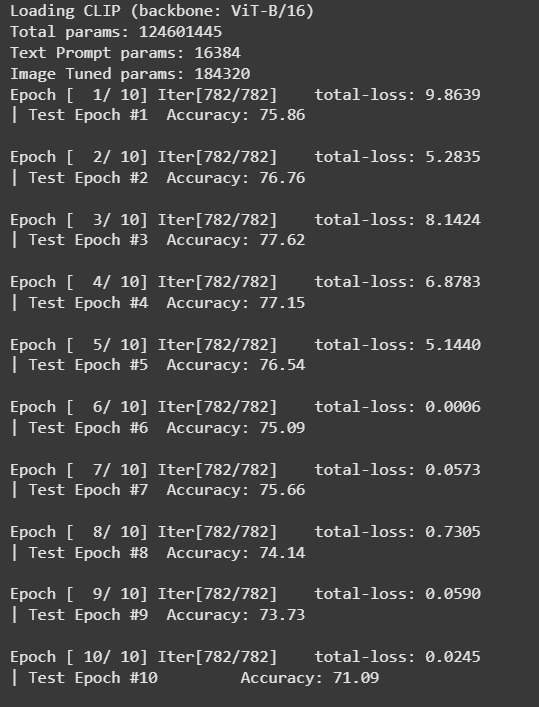 Loading CLIP (backbone: ViT-B/16)
Total params: 124601445
Text Prompt params: 16384
Image Tuned params: 184320
Epoch [  1/ 10] Iter[782/782]    total-loss: 9.8639
| Test Epoch #1  Accuracy: 75.86
Epoch [  2/ 10] Iter[782/782]    total-loss: 5.2835
| Test Epoch #2  Accuracy: 76.76
Epoch [  3/ 10] Iter[782/782]    total-loss: 8.1424
| Test Epoch #3  Accuracy: 77.62
Epoch [  4/ 10] Iter[782/782]    total-loss: 6.8783
| Test Epoch #4  Accuracy: 77.15
Epoch [  5/ 10] Iter[782/782]    total-loss: 5.1440
| Test Epoch #5  Accuracy: 76.54
Epoch [  6/ 10] Iter[782/782]    total-loss: 0.0006
| Test Epoch #6  Accuracy: 75.09
Epoch [  7/ 10] Iter[782/782]    total-loss: 0.0573
| Test Epoch #7  Accuracy: 75.66
Epoch [  8/ 10] Iter[782/782]    total-loss: 0.7305
| Test Epoch #8  Accuracy: 74.14
Epoch [  9/ 10] Iter[782/782]    total-loss: 0.0590
| Test Epoch #9  Accuracy: 73.73
Epoch [ 10/ 10] Iter[782/782]    total-loss: 0.0245
| Test Epoch #10         Accuracy: 71.09